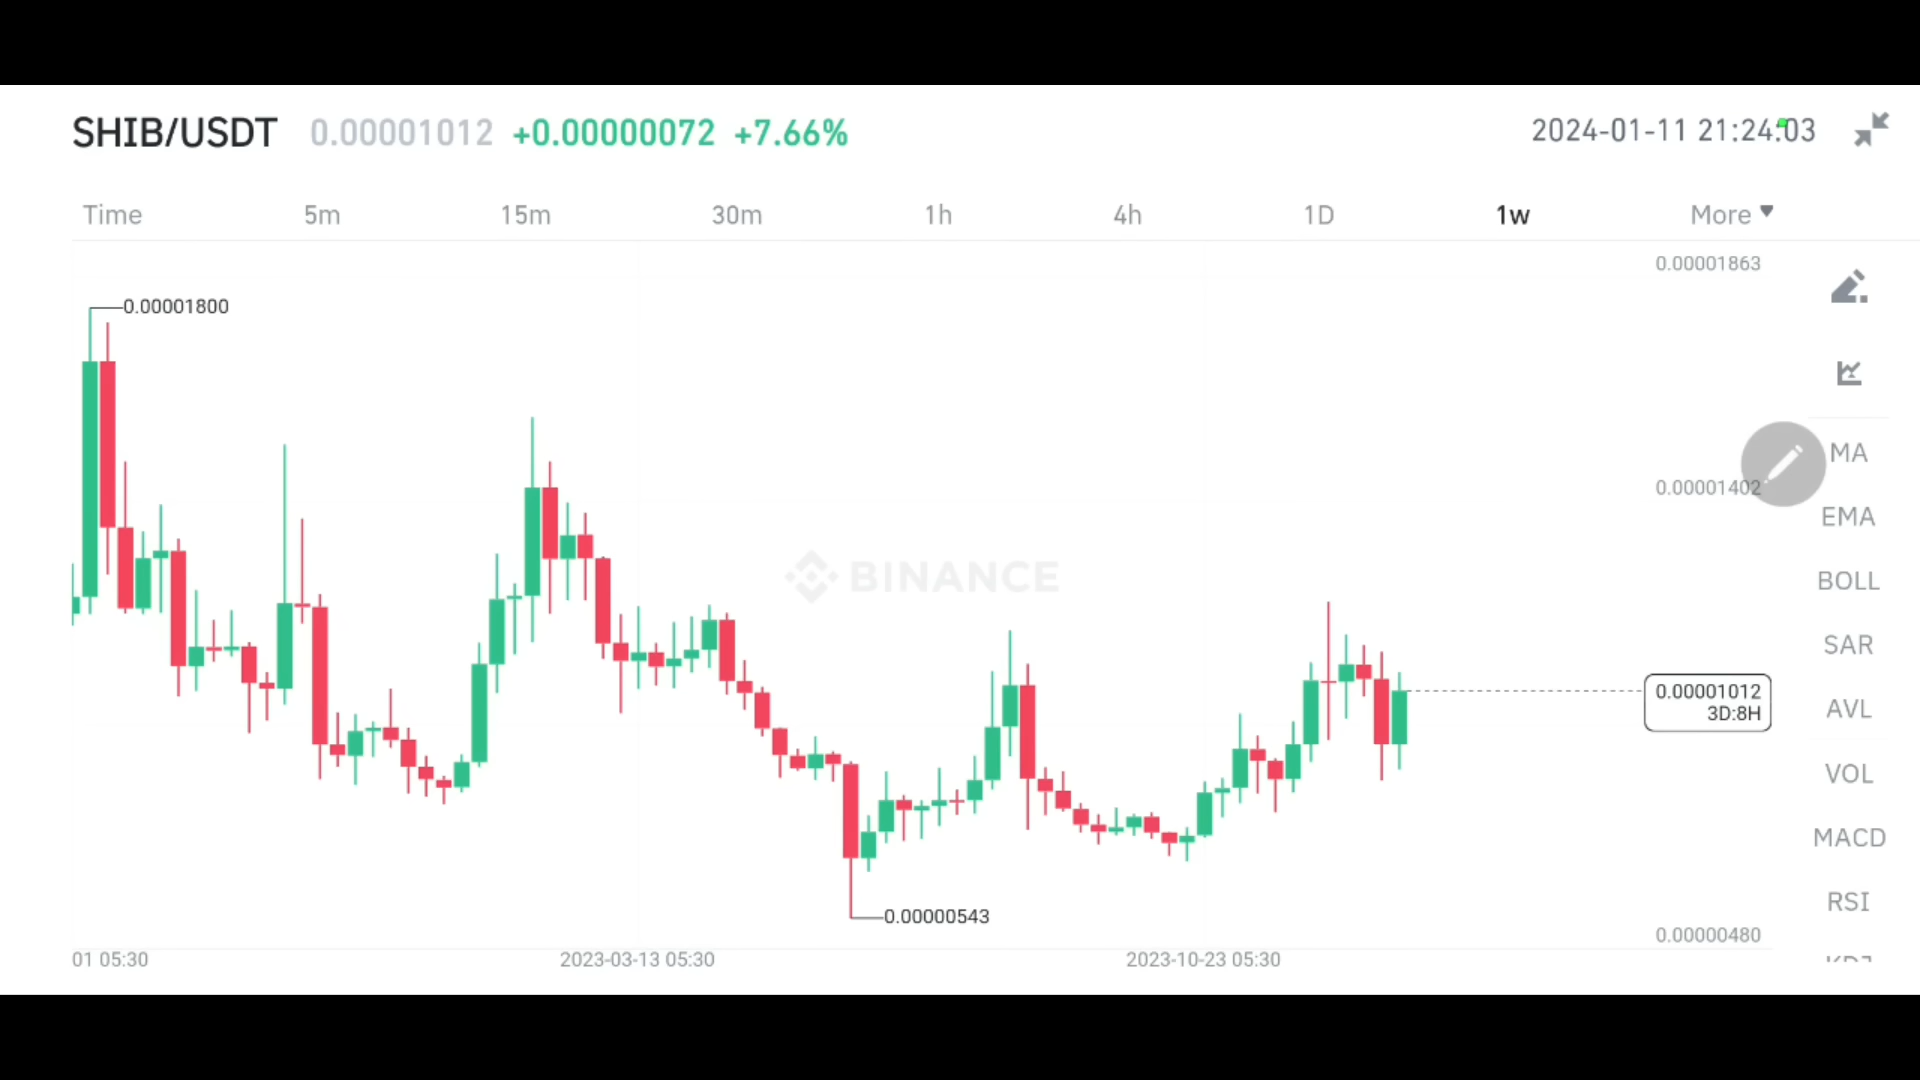 SHIB/USDT 0.00001012 +0.00000072 +7.66% 2024-01-11 21:24:03
Time 5m 15m 30m 1h 4h 1D 1w More
0.00001863
0.00001800
MA
0.00001402
EMA
BINANCE
BOLL
SAR
0.00001012
3D:8H
AVL
VOL
MACD
RSI
0.00000543
0.00000480
01 05:30 2023-03-13 05:30 2023-10-23 05:30